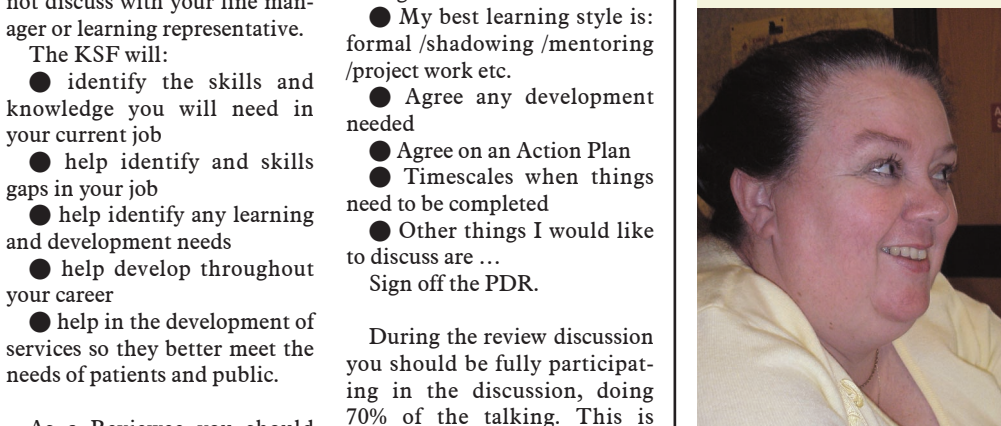 not discuss with your line man-
ager or learning representative.
The KSF will:
● identify the skills and
knowledge you will need in
your current job
● help identify and skills
gaps in your job
● help identify any learning
and development needs
● help develop throughout
your career
● help in the development of
services so they better meet the
needs of patients and public.
As a Reviewee you should
● My best learning style is:
formal /shadowing /mentoring
/project work etc.
● Agree any development
needed
● Agree on an Action Plan
● Timescales when things
need to be completed
● Other things I would like
to discuss are …
Sign off the PDR.
During the review discussion
you should be fully participat-
ing in the discussion, doing
70% of the talking. This is